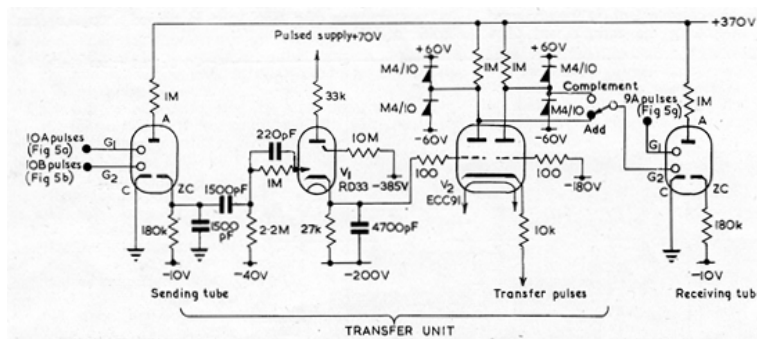 +370V
Pulsed supply+70V
+60V
+60V
1M
1M
1M
M4/10
M4/10
Complement
33k
M4/10
M4/10
9A pulses
(Fig 5g)
1M
A
-60V
-60V
Add
A
10A pulses
(Fig 5a)
G1
220pF
10M
G1
10B pulses
(Fig 5b)
G2
1M
V1
RD33
-385V
100
V2
ECC91
100
-180V
G2
C
ZC
1500pF
C
ZC
180k
1500
pF
2·2M
27k
4700pF
10k
180k
-10V
-40V
-200V
-10V
Sending tube
Transfer pulses
Receiving tub
TRANSFER UNIT